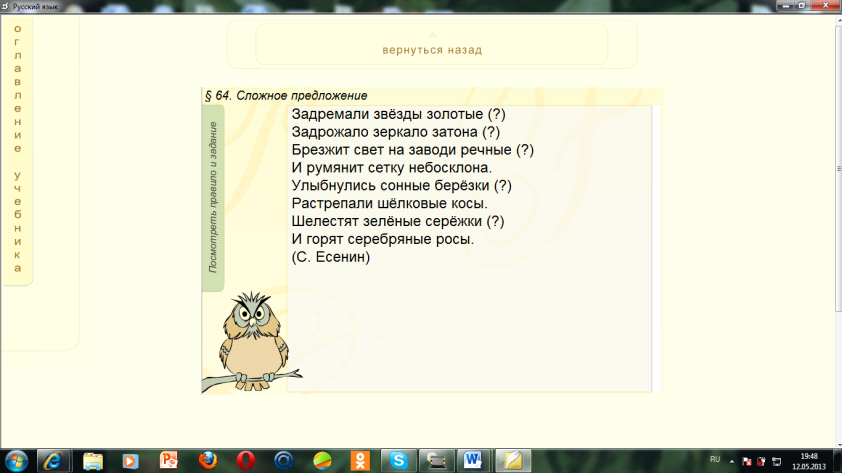 Русский язык
оглавление учебника
вернуться назад
§ 64. Сложное предложение
Посмотреть правило и задание
Задремали звёзды золотые (?)
Задрожало зеркало затона (?)
Брезжит свет на заводи речные (?)
И румянит сетку небосклона.
Улыбнулись сонные берёзки (?)
Растрепали шёлковые косы.
Шелестят зелёные серёжки (?)
И горят серебряные росы.
(С. Есенин)
RU
19:48
12.05.2013